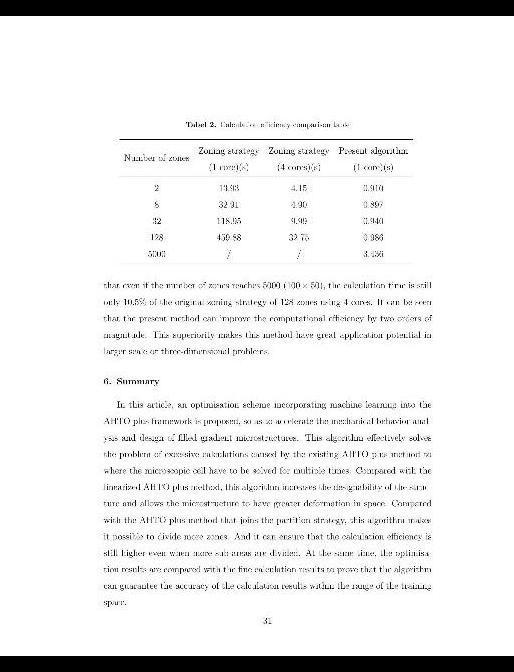 Tabel 2. Calculation efficiency comparison table
Number of zones Zoning strategy (1 core)(s) Zoning strategy (4 cores)(s) Present algorithm (1 core)(s)
2 13.93 4.15 0.910
8 32.91 4.90 0.897
32 118.95 9.99 0.940
128 459.88 32.75 0.986
5000 / / 3.436
that even if the number of zones reaches 5000 (100 × 50), the calculation time is still
only 10.5% of the original zoning strategy of 128 zones using 4 cores. It can be seen
that the present method can improve the computational efficiency by two orders of
magnitude. This superiority makes this method have great application potential in
larger scale or three-dimensional problems.
6. Summary
In this article, an optimisation scheme incorporating machine learning into the
AHTO plus framework is proposed, so as to accelerate the mechanical behavior anal-
ysis and design of filled gradient microstructures. This algorithm effectively solves
the problem of excessive calculations caused by the existing AHTO plus method to
where the microscopic cell have to be solved for multiple times. Compared with the
linearized AHTO plus method, this algorithm increases the designability of the struc-
ture and allows the microstructure to have greater deformation in space. Compared
with the AHTO plus method that joins the partition strategy, this algorithm makes
it possible to divide more zones. And it can ensure that the calculation efficiency is
still higher even when more sub-areas are divided. At the same time, the optimisa-
tion results are compared with the fine calculation results to prove that the algorithm
can guarantee the accuracy of the calculation results within the range of the training
space.
31